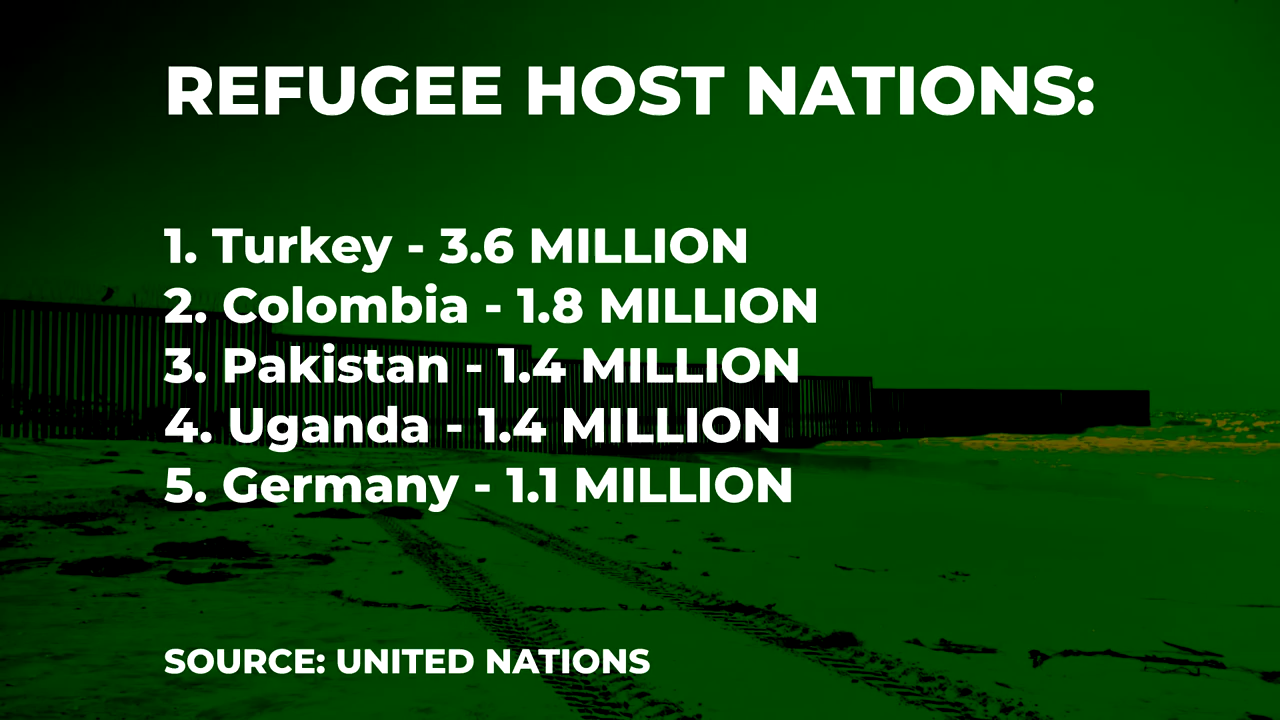 REFUGEE HOST NATIONS:
1. Turkey - 3.6 MILLION
2. Colombia - 1.8 MILLION
3. Pakistan - 1.4 MILLION
4. Uganda - 1.4 MILLION
5. Germany - 1.1 MILLION
SOURCE: UNITED NATIONS